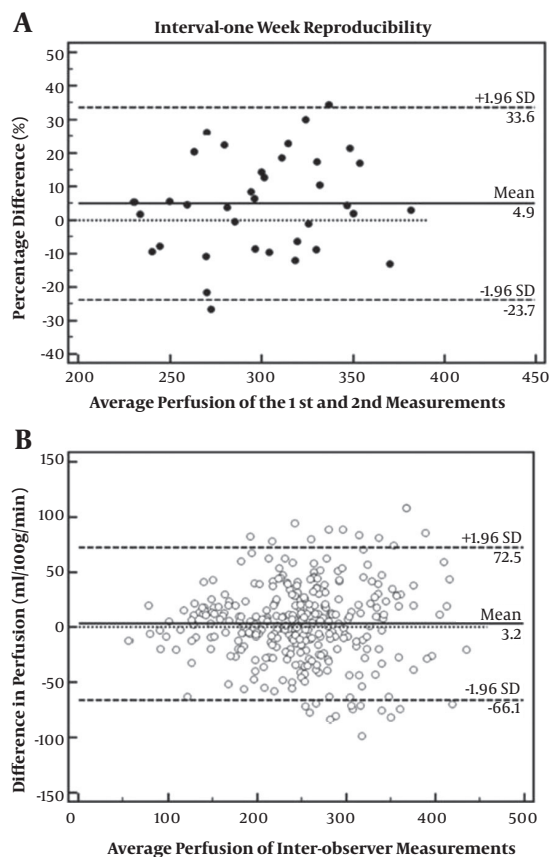 A
Interval-one Week Reproducibility
Percentage Difference (%)
50
40
30
20
10
0
-10
-20
-30
-40
+1.96 SD
33.6
Mean
4.9
-1.96 SD
-23.7
200 250 300 350 400 450
Average Perfusion of the 1 st and 2nd Measurements
B
Difference in Perfusion (ml/100g/min)
150
100
50
0
-50
-100
-150
+1.96 SD
72.5
Mean
3.2
-1.96 SD
-66.1
0 100 200 300 400 500
Average Perfusion of Inter-observer Measurements